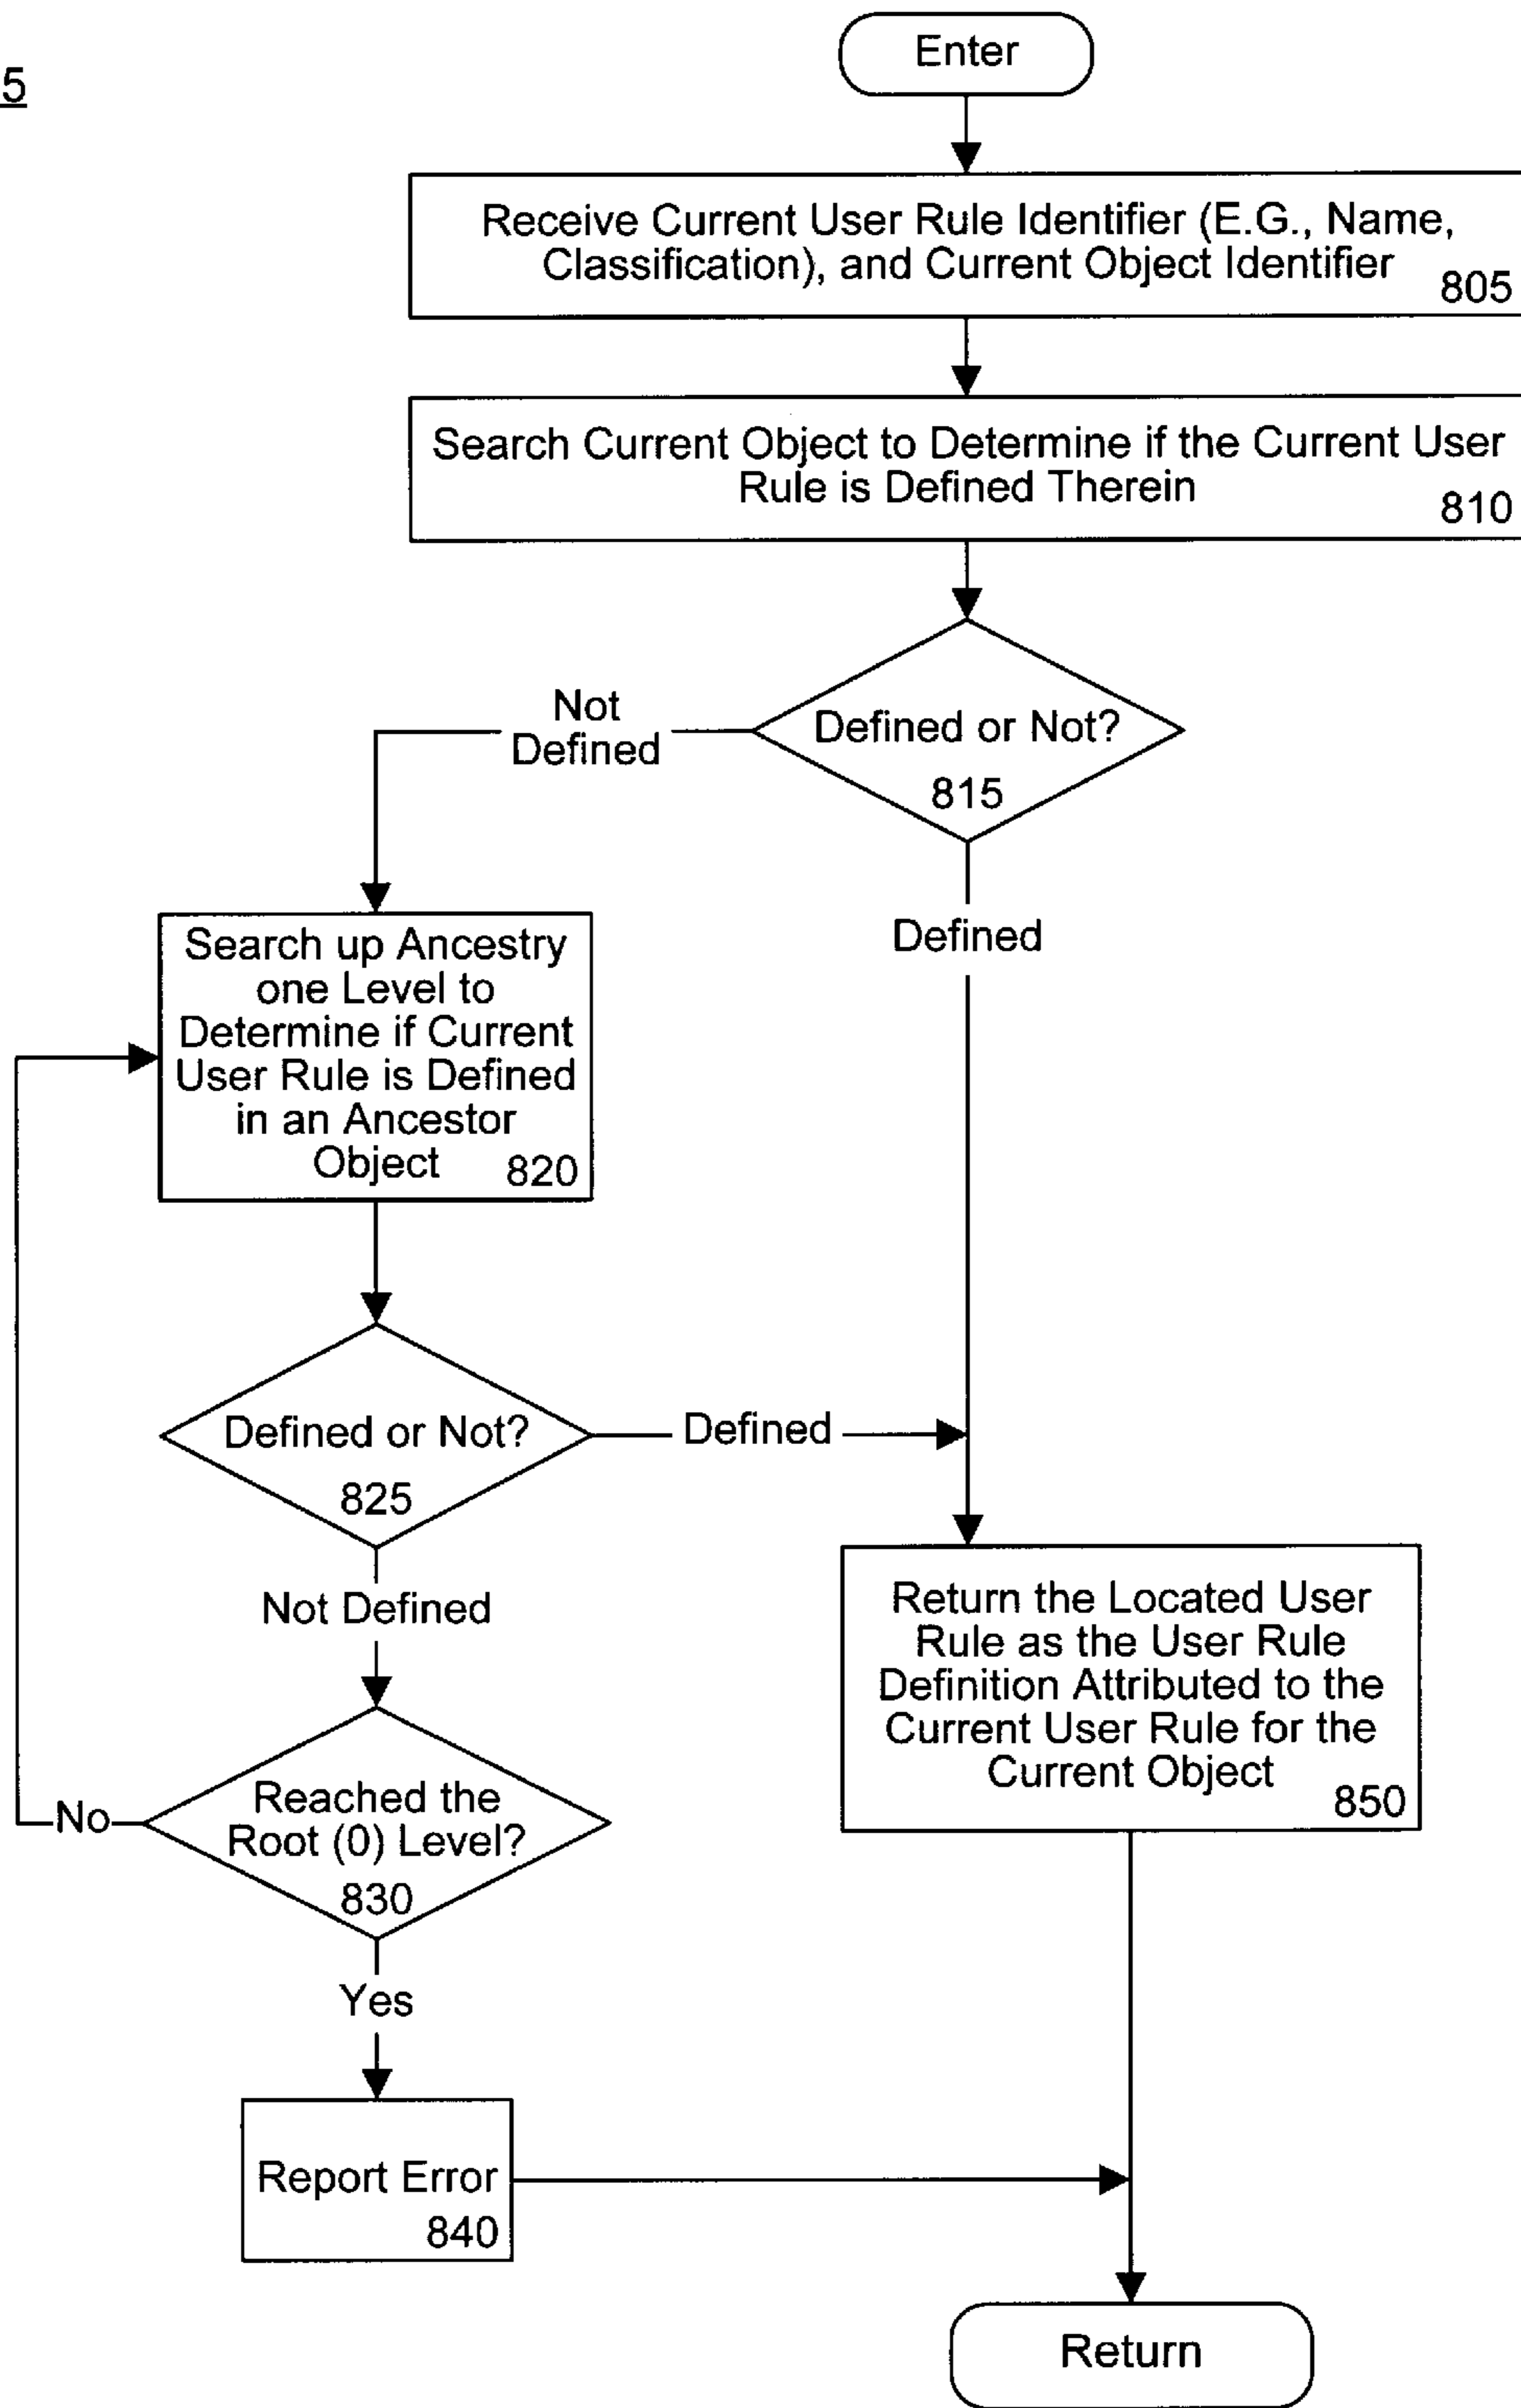 5
Enter
Receive Current User Rule Identifier (E.G., Name,
Classification), and Current Object Identifier
805
Search Current Object to Determine if the Current User
Rule is Defined Therein
810
Defined or Not?
815
Not
Defined
Defined
Search up Ancestry
one Level to
Determine if Current
User Rule is Defined
in an Ancestor
Object
820
Defined or Not?
825
Defined
Not Defined
Reached the
Root (0) Level?
830
No
Yes
Report Error
840
Return the Located User
Rule as the User Rule
Definition Attributed to the
Current User Rule for the
Current Object
850
Return